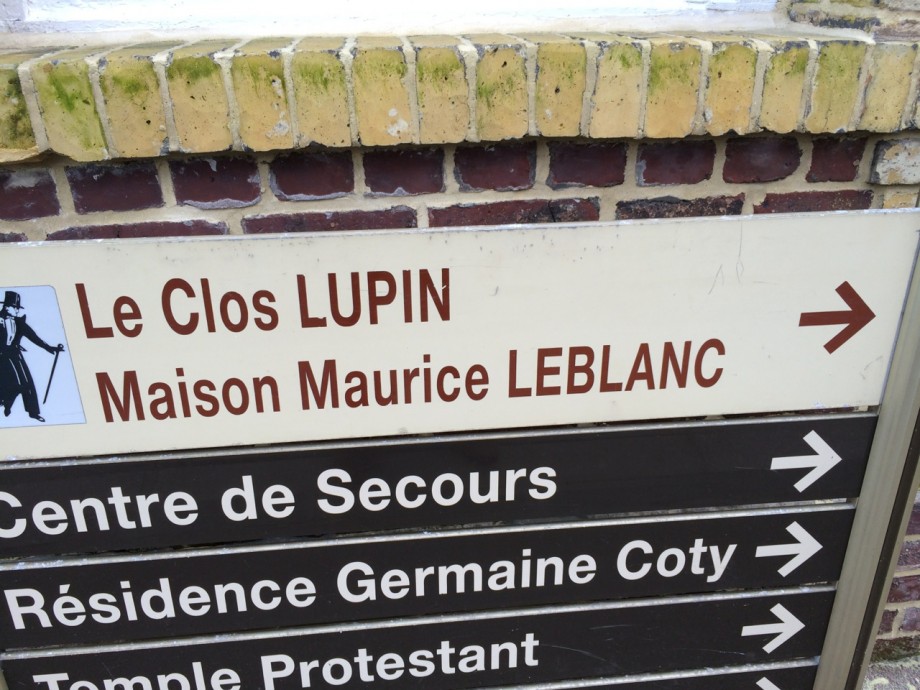 Le Clos LUPIN
Maison Maurice LEBLANC
Centre de Secours
Résidence Germaine Coty
Temple Protestant